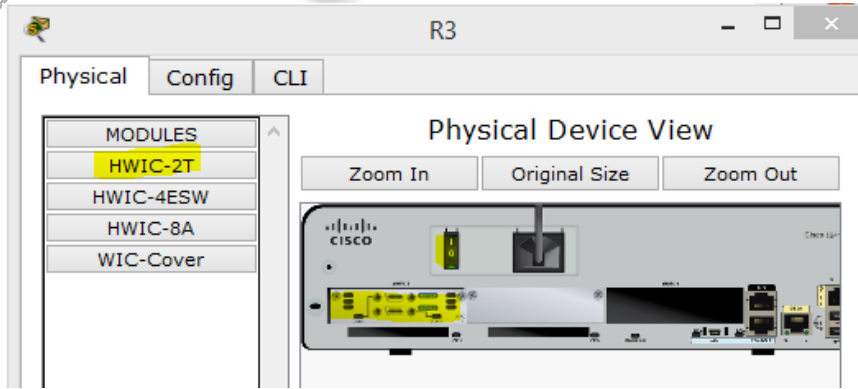 R3
Physical Config CLI
MODULES
HWIC-2T
HWIC-4ESW
HWIC-8A
WIC-Cover
Physical Device View
Zoom In Original Size Zoom Out
CISCO